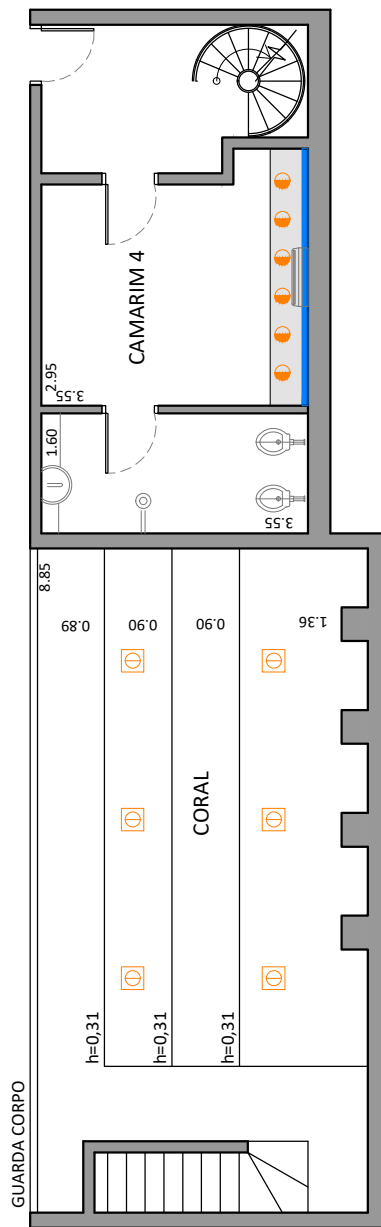 CAMARIM 4
2.95
3.55
1.60
3.55
8.85
0.89
0.90
0.90
1.36
CORAL
h=0,31
h=0,31
h=0,31
GUARDA CORPO